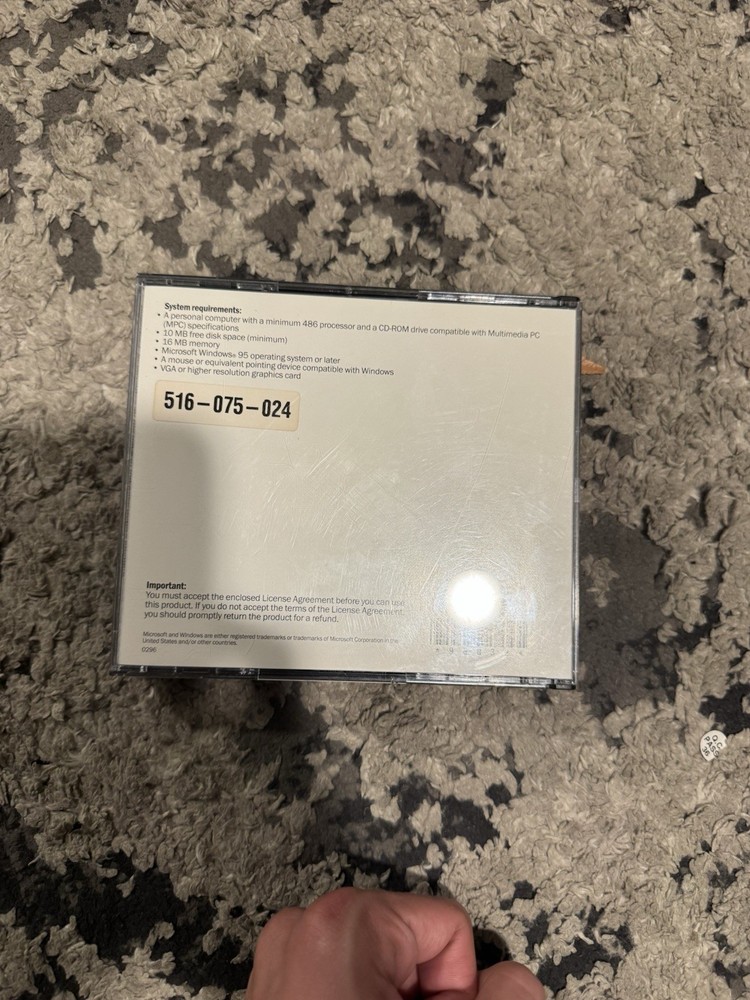 System requirements:
• A personal computer with a minimum 486 processor and a CD-ROM drive compatible with Multimedia PC
(MPC) specifications
• 10 MB free disk space (minimum)
• 16 MB memory
• Microsoft Windows® 95 operating system or later
• A mouse or equivalent pointing device compatible with Windows
• VGA or higher resolution graphics card
516–075–024
Important:
You must accept the enclosed License Agreement before you can use
this product. If you do not accept the terms of the License Agreement,
you should promptly return the product for a refund.
Microsoft and Windows are either registered trademarks or trademarks of Microsoft Corporation in the
United States and/or other countries.
0296
Q.C.
PASS
36